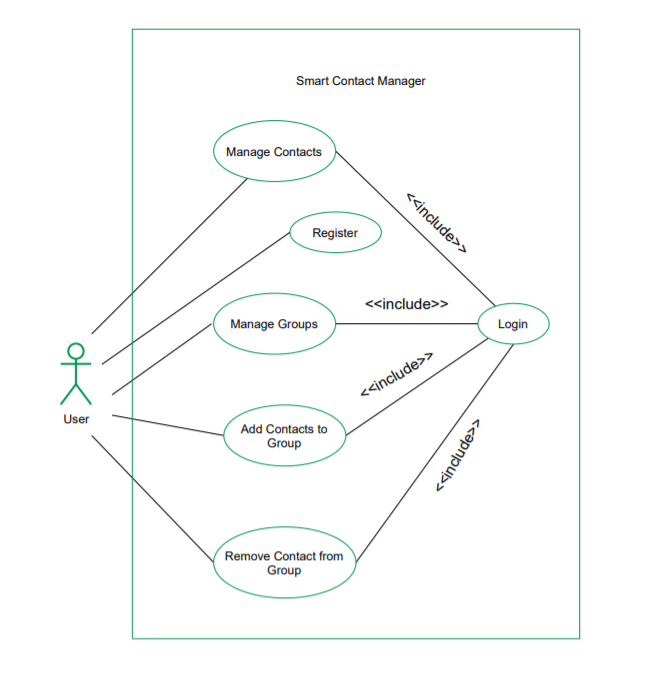 Smart Contact Manager
Manage Contacts
<<include>>
Register
<<include>>
Manage Groups
Login
<<include>>
User
Add Contacts to
Group
<<include>>
Remove Contact from
Group